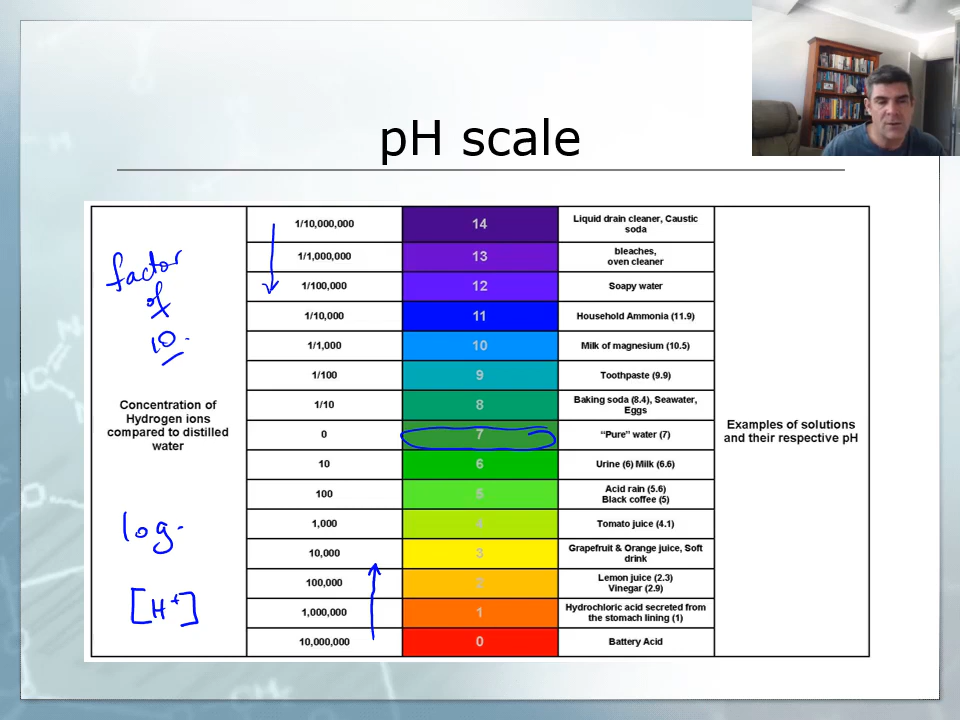 pH scale
factor
of
10.
Concentration of
Hydrogen ions
compared to distilled
water
log.
[H+]
1/10,000,000 14 Liquid drain cleaner, Caustic
soda
1/1,000,000 13 bleaches,
oven cleaner
1/100,000 12 Soapy water
1/10,000 11 Household Ammonia (11.9)
1/1,000 10 Milk of magnesium (10.5)
1/100 9 Toothpaste (9.9)
1/10 8 Baking soda (8.4), Seawater,
Eggs
0 7 “Pure” water (7)
10 6 Urine (6) Milk (6.6)
100 5 Acid rain (5.6)
Black coffee (5)
1,000 4 Tomato juice (4.1)
10,000 3 Grapefruit & Orange juice, Soft
drink
100,000 2 Lemon juice (2.3)
Vinegar (2.9)
1,000,000 1 Hydrochloric acid secreted from
the stomach lining (1)
10,000,000 0 Battery Acid
Examples of solutions
and their respective pH